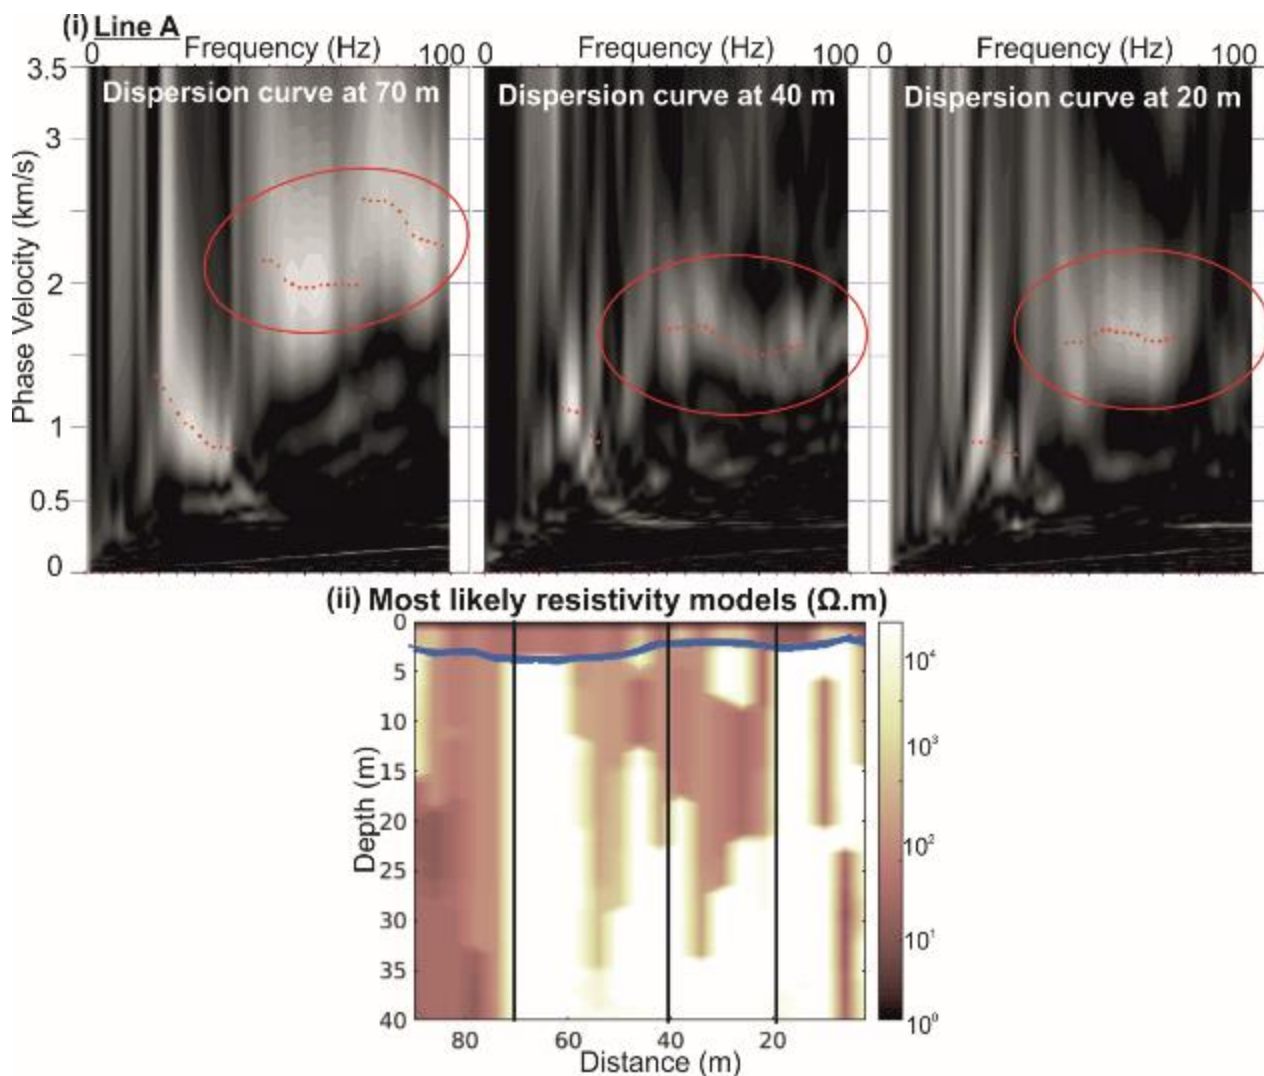 (i) Line A
0 Frequency (Hz) 100 0 Frequency (Hz) 100 0 Frequency (Hz) 100
Dispersion curve at 70 m
Dispersion curve at 40 m
Dispersion curve at 20 m
Phase Velocity (km/s)
3.5
3
2
1
0.5
0
(ii) Most likely resistivity models (Ω.m)
Depth (m)
0
5
10
15
20
25
30
35
40
80 60 40 20
Distance (m)
10⁴
10³
10²
10¹
10⁰